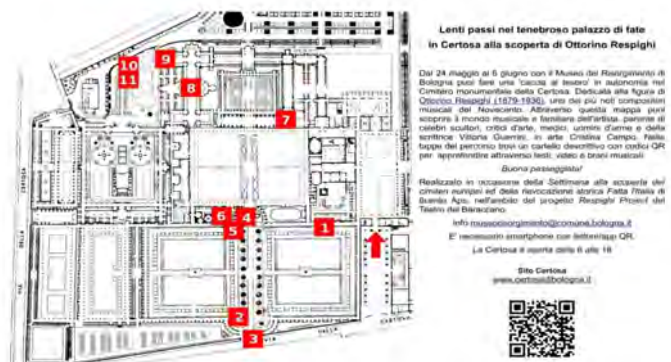 10
11
9
8
7
6
4
5
1
2
3
VIA DELLA CERTOSA
Lenti passi nel tenebroso palazzo di fate
in Certosa alla scoperta di Ottorino Respighi
Dal 24 maggio al 6 giugno con il Museo del Risorgimento di
Bologna puoi fare una 'caccia al tesoro' in autonomia nel
Cimitero monumentale della Certosa. Dedicata alla figura di
Ottorino Respighi (1879-1936), uno dei più noti compositori
musicali del Novecento. Attraverso questa mappa potrai
scoprire il mondo musicale e familiare dell'artista, parente di
celebri scultori, critici d'arte, medici, uomini d'arme e della
scrittrice Vittoria Guerrini, in arte Cristina Campo. Nelle
tappe del percorso trovi un cartello descrittivo con codici QR
per approfondire attraverso testi, video e brani musicali.
Buona passeggiata!
Realizzato in occasione della Settimana alla scoperta dei
cimiteri europei ed della rievocazione storica Fatta l'Italia di
Aps, nell'ambito del progetto Respighi Project del
Teatro del Baraccano.
Info museorisorgimento@comune.bologna.it
E' necessario smartphone con lettore/app QR.
La Certosa è aperta dalle 8 alle 18
Sito Certosa
www.certosadibologna.it